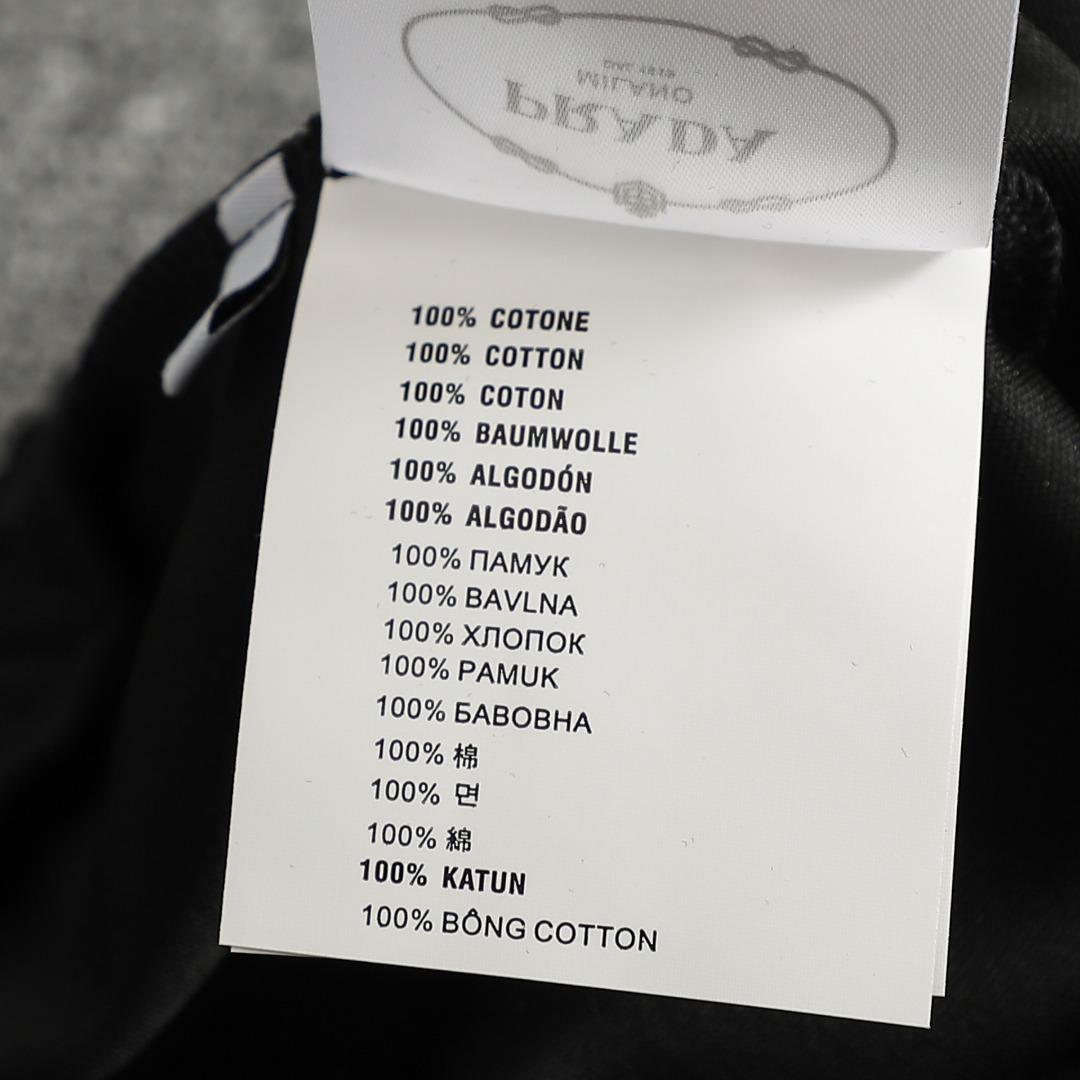 PRADA
MILANO
DAL 1913
100% COTONE
100% COTTON
100% COTON
100% BAUMWOLLE
100% ALGODÓN
100% ALGODÃO
100% ПАМУК
100% BAVLNA
100% ХЛОПОК
100% PAMUK
100% БАВОВНА
100% 棉
100% 면
100% 綿
100% KATUN
100% BÔNG COTTON